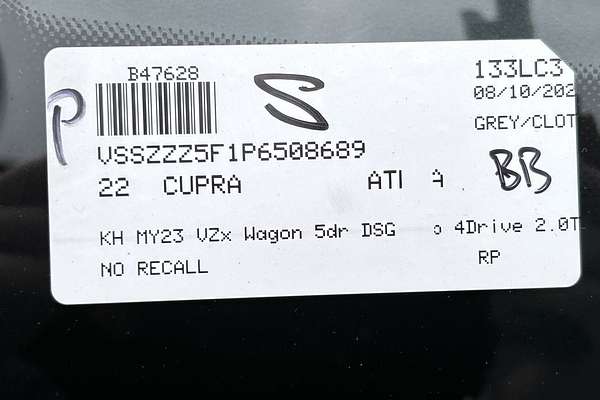 B47628
133LC3
08/10/202
P
S
GREY/CLOT
VSSZZZ5F1P6508689
BB
22 CUPRA ATI
KH MY23 VZx Wagon 5dr DSG 4Drive 2.0T
NO RECALL RP